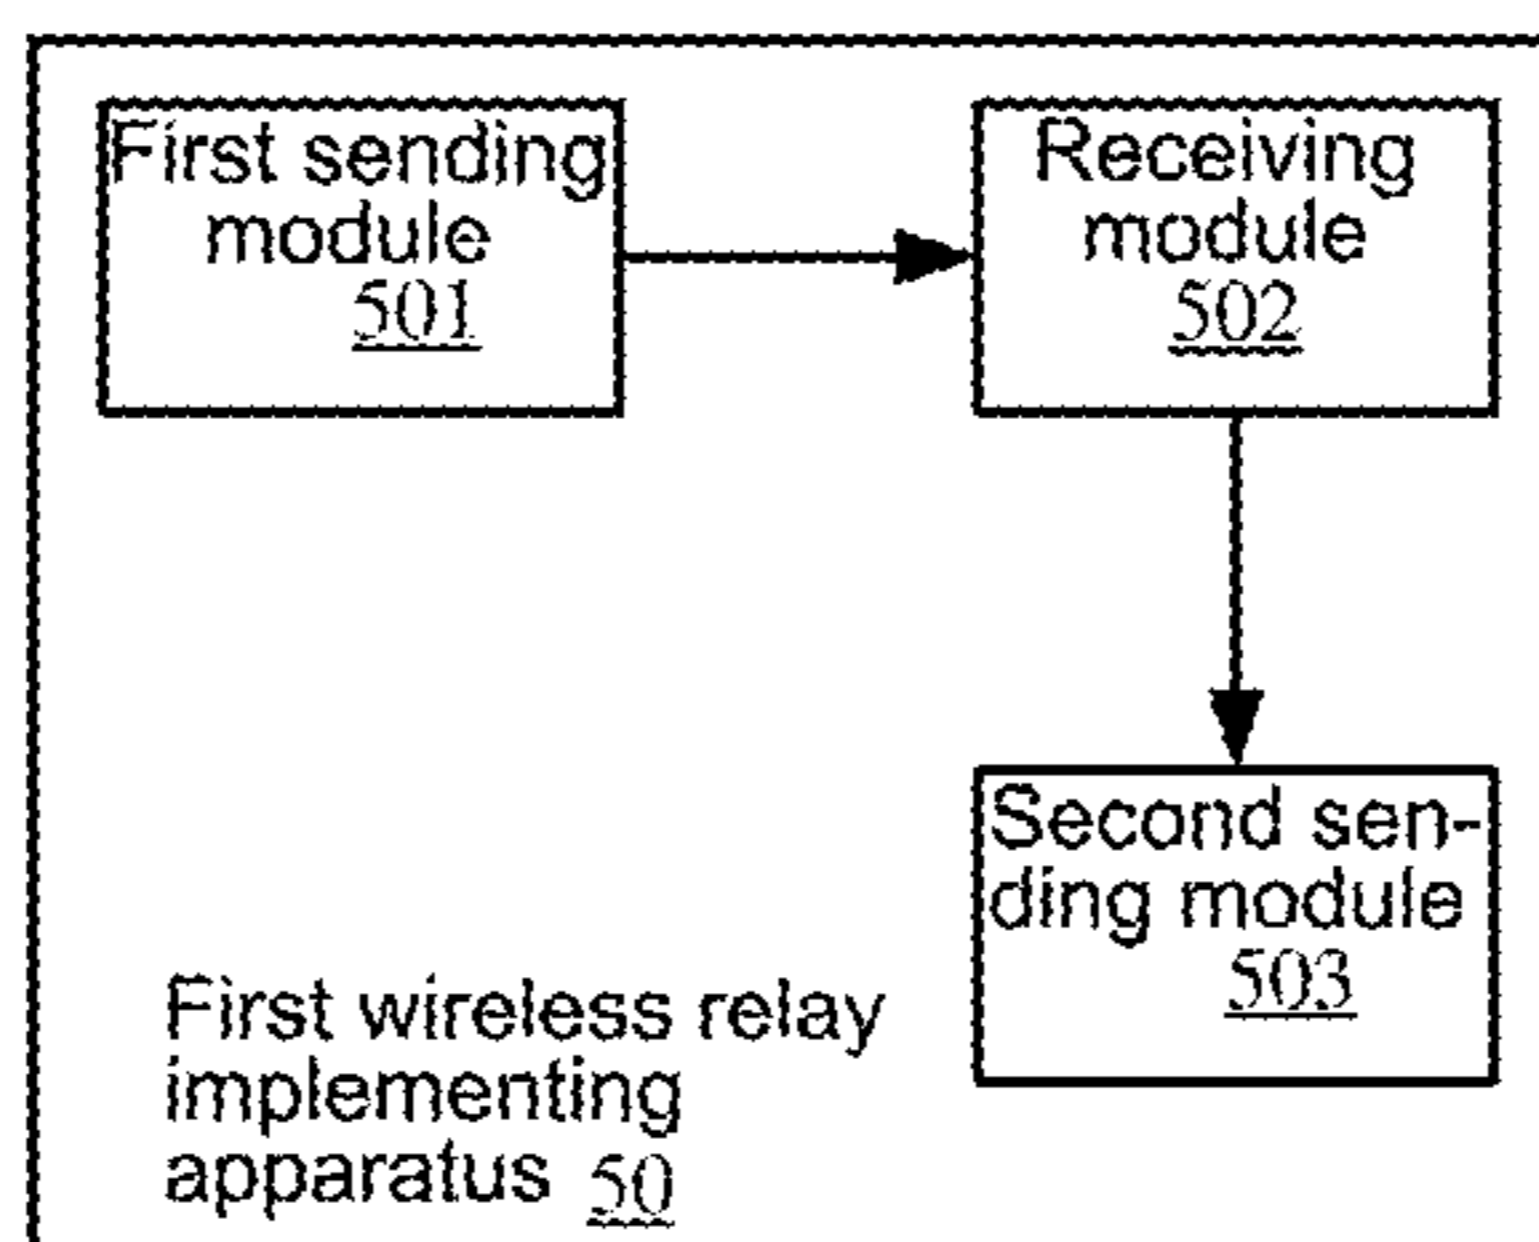 First sending
module
501
Receiving
module
502
Second sen-
ding module
503
First wireless relay
implementing
apparatus 50